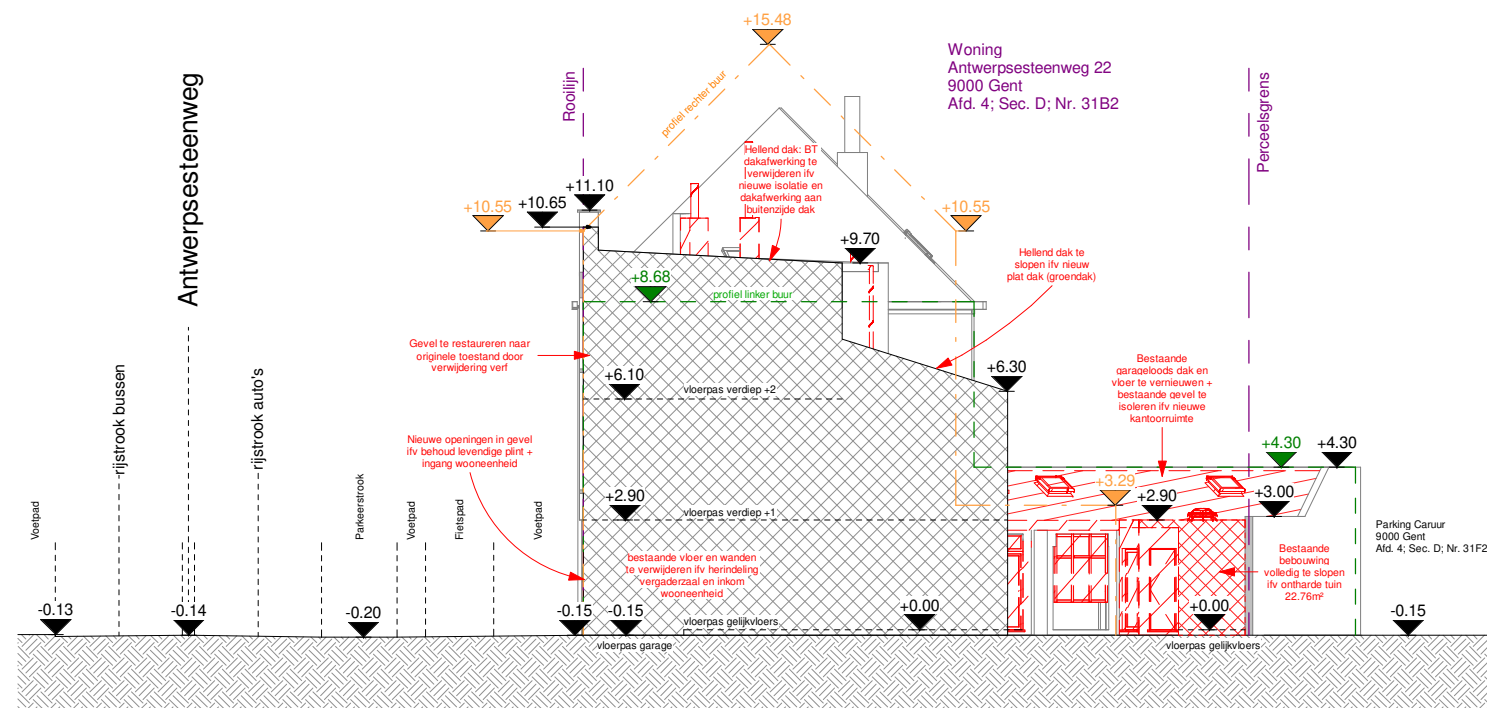 +15.48
Woning
Antwerpsesteenweg 22
9000 Gent
Afd. 4; Sec. D; Nr. 31B2
Rooilijn
Perceelsgrens
profiel rechter buur
Antwerpsesteenweg
Hellend dak: BT
dakafwerking te
verwijderen ifv
nieuwe isolatie en
dakafwerking aan
buitenzijde dak
+11.10
+10.65
+10.55
+10.55
+9.70
Hellend dak te
slopen ifv nieuw
plat dak (groendak)
+8.68
profiel linker buur
Gevel te restaureren naar
originele toestand door
verwijdering verf
+6.30
+6.10
vloerpas verdiep +2
Bestaande
garageloods dak en
vloer te vernieuwen +
bestaande gevel te
isoleren ifv nieuwe
kantoorruimte
rijstrook bussen
rijstrook auto's
Nieuwe openingen in gevel
ifv behoud levendige plint +
ingang wooneenheid
+4.30
+4.30
+3.29
+2.90
+3.00
+2.90
vloerpas verdiep +1
Voetpad
Parkeerstrook
Voetpad
Fietspad
Voetpad
Parking Caruur
9000 Gent
Afd. 4; Sec. D; Nr. 31F2
bestaande vloer en wanden
te verwijderen ifv herindeling
vergaderzaal en inkom
wooneenheid
Bestaande
bebouwing
volledig te slopen
ifv ontharde tuin
22.76m²
-0.13
-0.14
-0.20
-0.15
-0.15
+0.00
+0.00
-0.15
vloerpas gelijkvloers
vloerpas garage
vloerpas gelijkvloers